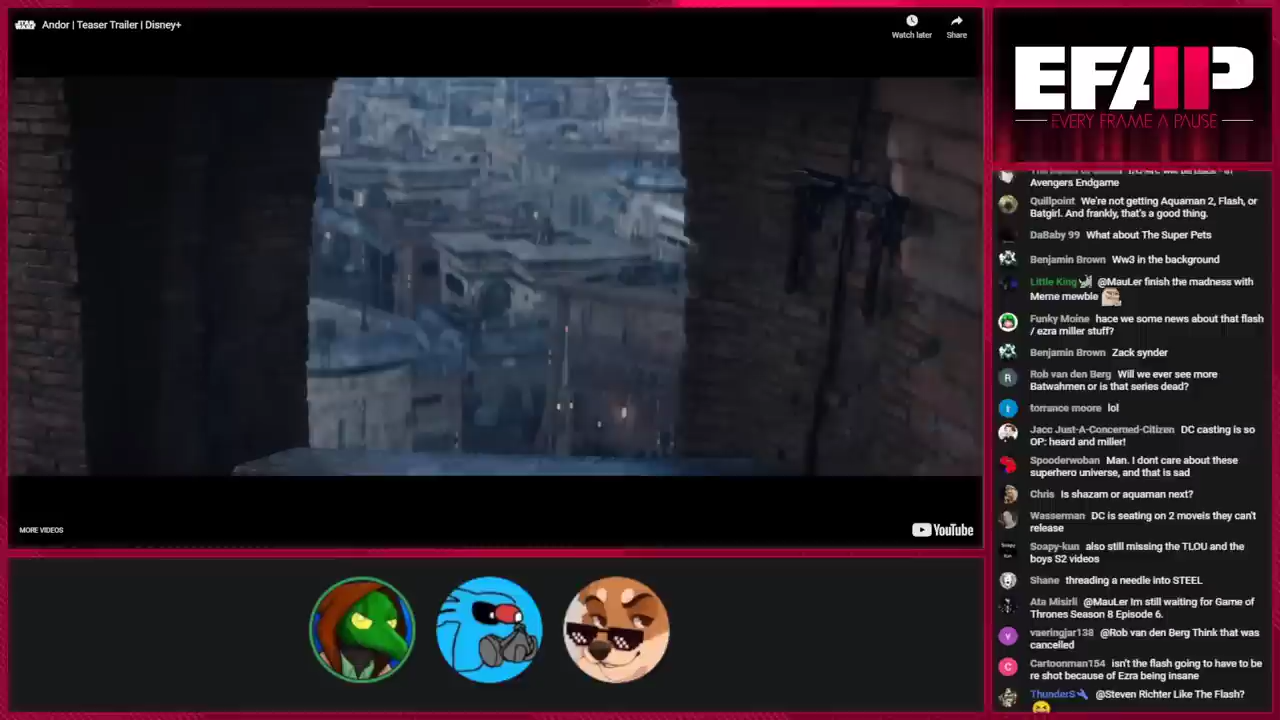 Andor | Teaser Trailer | Disney+
Watch later
Share
MORE VIDEOS
YouTube
EFAP
EVERY FRAME A PAUSE
Avengers Endgame
Quillpoint We're not getting Aquaman 2, Flash, or
Batgirl. And frankly, that's a good thing.
DaBaby 99 What about The Super Pets
Benjamin Brown Ww3 in the background
Little King @MauLer finish the madness with
Meme mewble
Funky Moine hace we some news about that flash
/ ezra miller stuff?
Benjamin Brown Zack synder
Rob van den Berg Will we ever see more
Batwahmen or is that series dead?
torrance moore lol
Jacc Just-A-Concerned-Citizen DC casting is so
OP: heard and miller!
Spooderwoban Man. I dont care about these
superhero universe, and that is sad
Chris Is shazam or aquaman next?
Wasserman DC is seating on 2 moveis they can't
release
Soapy-kun also still missing the TLOU and the
boys S2 videos
Shane threading a needle into STEEL
Ata Misirli @MauLer Im still waiting for Game of
Thrones Season 8 Episode 6.
vaeringjar138 @Rob van den Berg Think that was
cancelled
Cartoonman154 isn't the flash going to have to be
re shot because of Ezra being insane
ThunderS @Steven Richter Like The Flash?